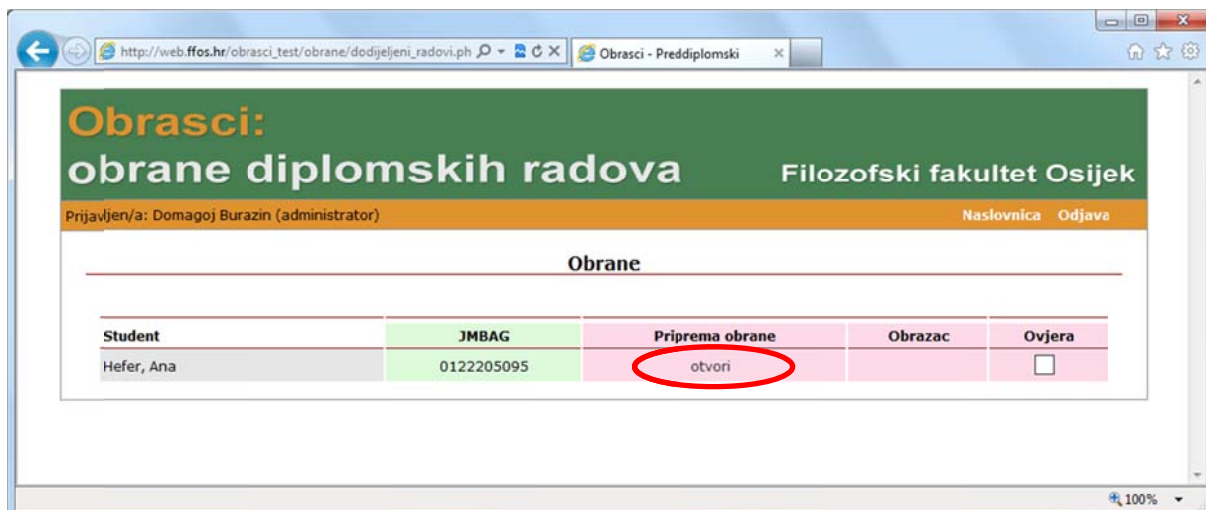 http://web.ffos.hr/obrasci_test/obrane/dodijeljeni_radovi.ph
Obrasci - Preddiplomski
Obrasci:
obrane diplomskih radova Filozofski fakultet Osijek
Prijavljen/a: Domagoj Burazin (administrator) Naslovnica Odjava
Obrane
Student JMBAG Priprema obrane Obrazac Ovjera
Hefer, Ana 0122205095 otvori
100%